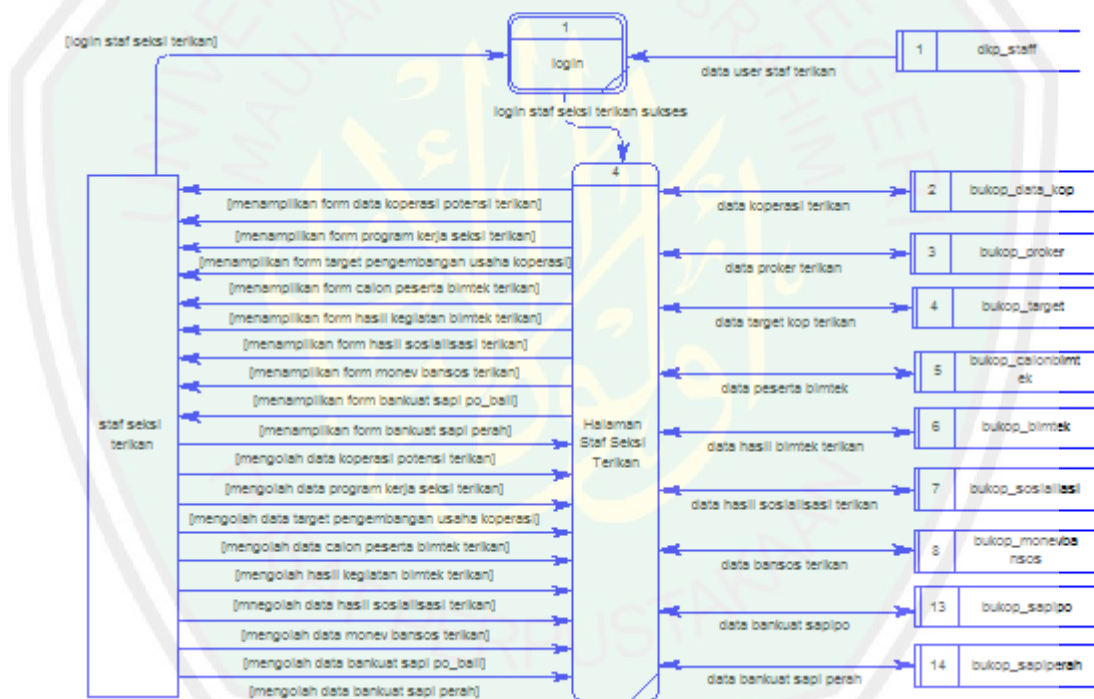 [login staf seksi terikan]
1
login
data user staf terikan
1
dkp_staff
login staf seksi terikan sukses
staf seksi
terikan
4
Halaman
Staf Seksi
Terikan
[menampilkan form data koperasi potensi terikan]
[menampilkan form program kerja seksi terikan]
[menampilkan form target pengembangan usaha koperasi]
[menampilkan form calon peserta bimtek terikan]
[menampilkan form hasil kegiatan bimtek terikan]
[menampilkan form hasil sosialisasi terikan]
[menampilkan form monev bansos terikan]
[menampilkan form bankuat sapi po_bali]
[menampilkan form bankuat sapi perah]
[mengolah data koperasi potensi terikan]
[mengolah data program kerja seksi terikan]
[mengolah data target pengembangan usaha koperasi]
[mengolah data calon peserta bimtek terikan]
[mengolah hasil kegiatan bimtek terikan]
[mnegolah data hasil sosialisasi terikan]
[mengolah data monev bansos terikan]
[mengolah data bankuat sapi po_bali]
[mengolah data bankuat sapi perah]
data koperasi terikan
2
bukop_data_kop
data proker terikan
3
bukop_proker
data target kop terikan
4
bukop_target
data peserta bimtek
5
bukop_calonbimt
ek
data hasil bimtek terikan
6
bukop_bimtek
data hasil sosialisasi terikan
7
bukop_sosialisasi
data bansos terikan
8
bukop_monevba
nsos
data bankuat sapipo
13
bukop_sapipo
data bankuat sapi perah
14
bukop_sapiperah
UNIVE
MAULA
BRAHIM
EGERI
PERPUSTAKAAN